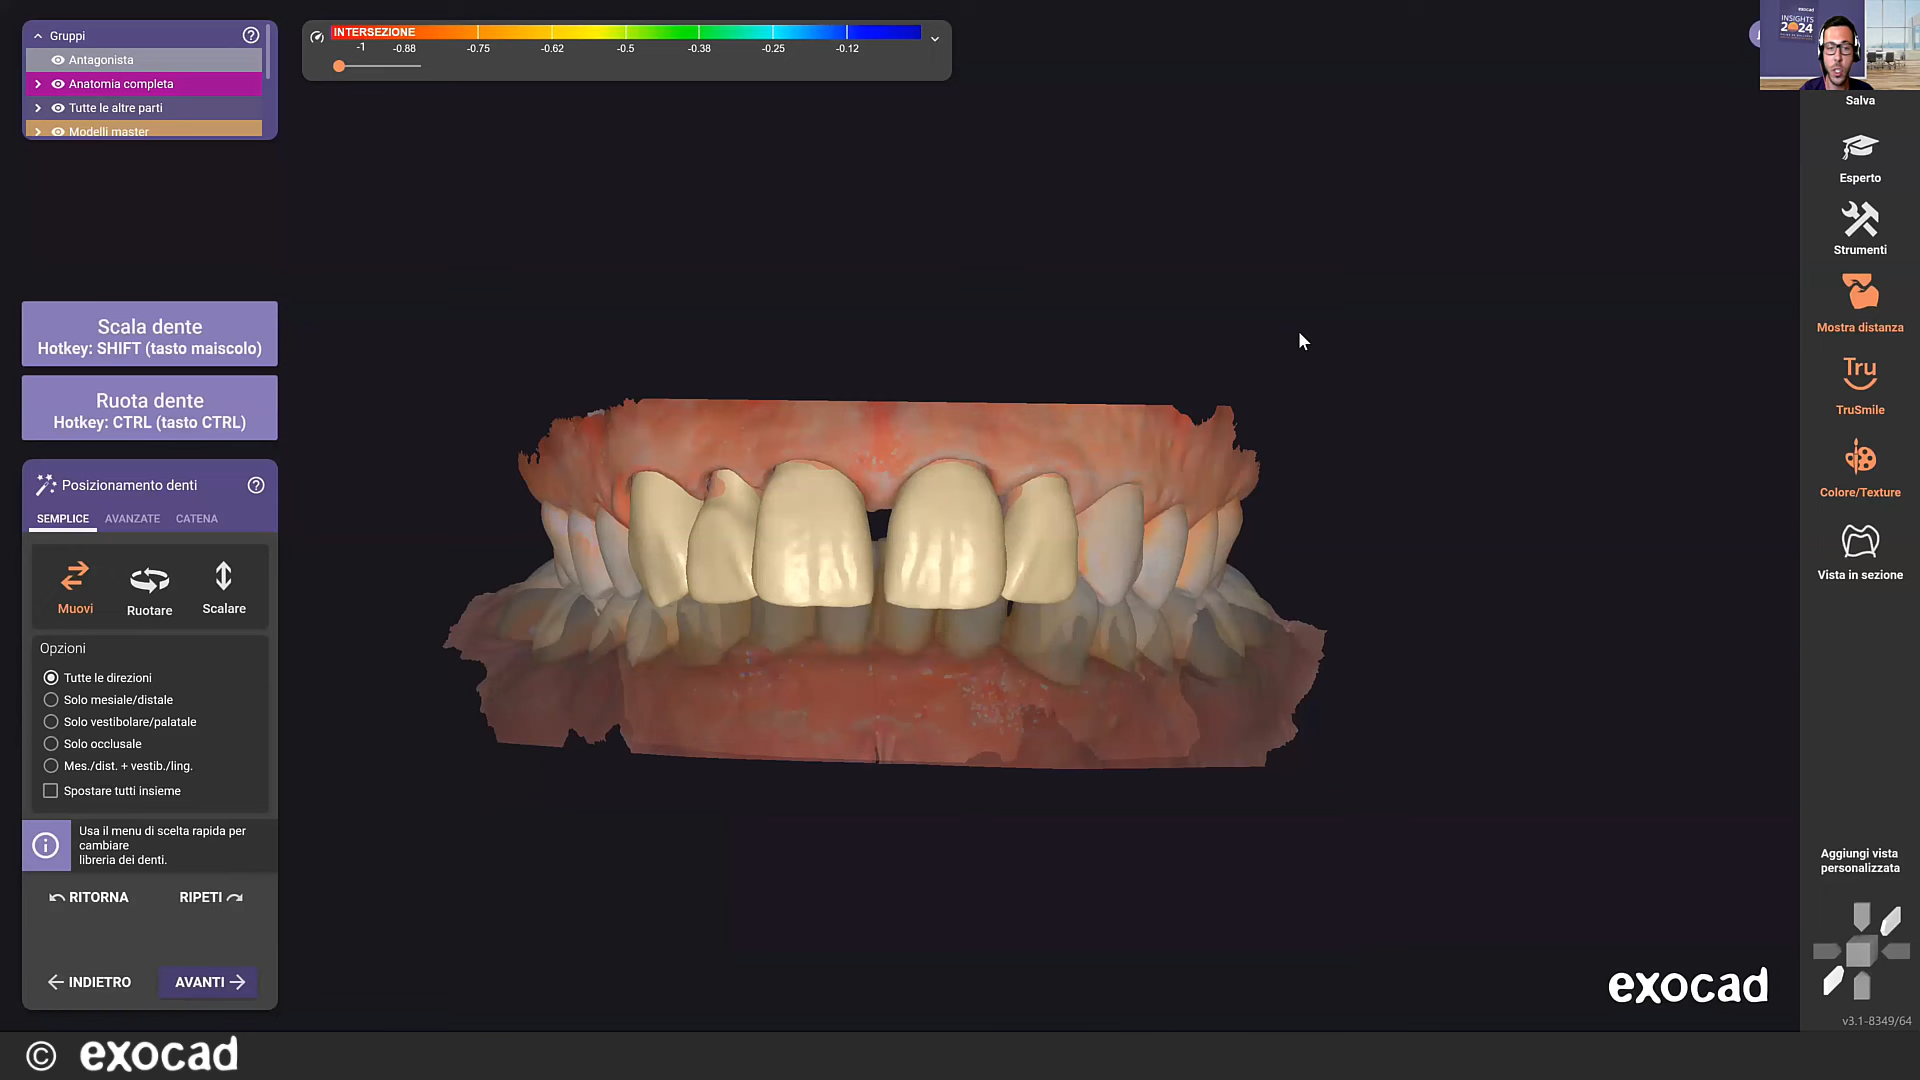 Gruppi
Antagonista
Anatomia completa
Tutte le altre parti
Modelli master
INTERSEZIONE
-1 -0.88 -0.75 -0.62 -0.5 -0.38 -0.25 -0.12
exocad
INSIGHTS
2024
Salva
Esperto
Strumenti
Mostra distanza
Tru
TruSmile
Colore/Texture
Vista in sezione
Scala dente
Hotkey: SHIFT (tasto maiscolo)
Ruota dente
Hotkey: CTRL (tasto CTRL)
Posizionamento denti
SEMPLICE AVANZATE CATENA
Muovi Ruotare Scalare
Opzioni
Tutte le direzioni
Solo mesiale/distale
Solo vestibolare/palatale
Solo occlusale
Mes./dist. + vestib./ling.
Spostare tutti insieme
Usa il menu di scelta rapida per
cambiare
libreria dei denti.
RITORNA RIPETI
INDIETRO AVANTI
Aggiungi vista
personalizzata
exocad
v3.1-8349/64
© exocad